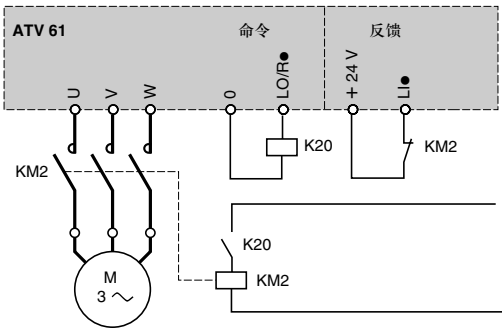 ATV 61
命令
反馈
U
V
W
0
LO/R●
+ 24 V
LI●
KM2
K20
KM2
K20
KM2
M
3 ~